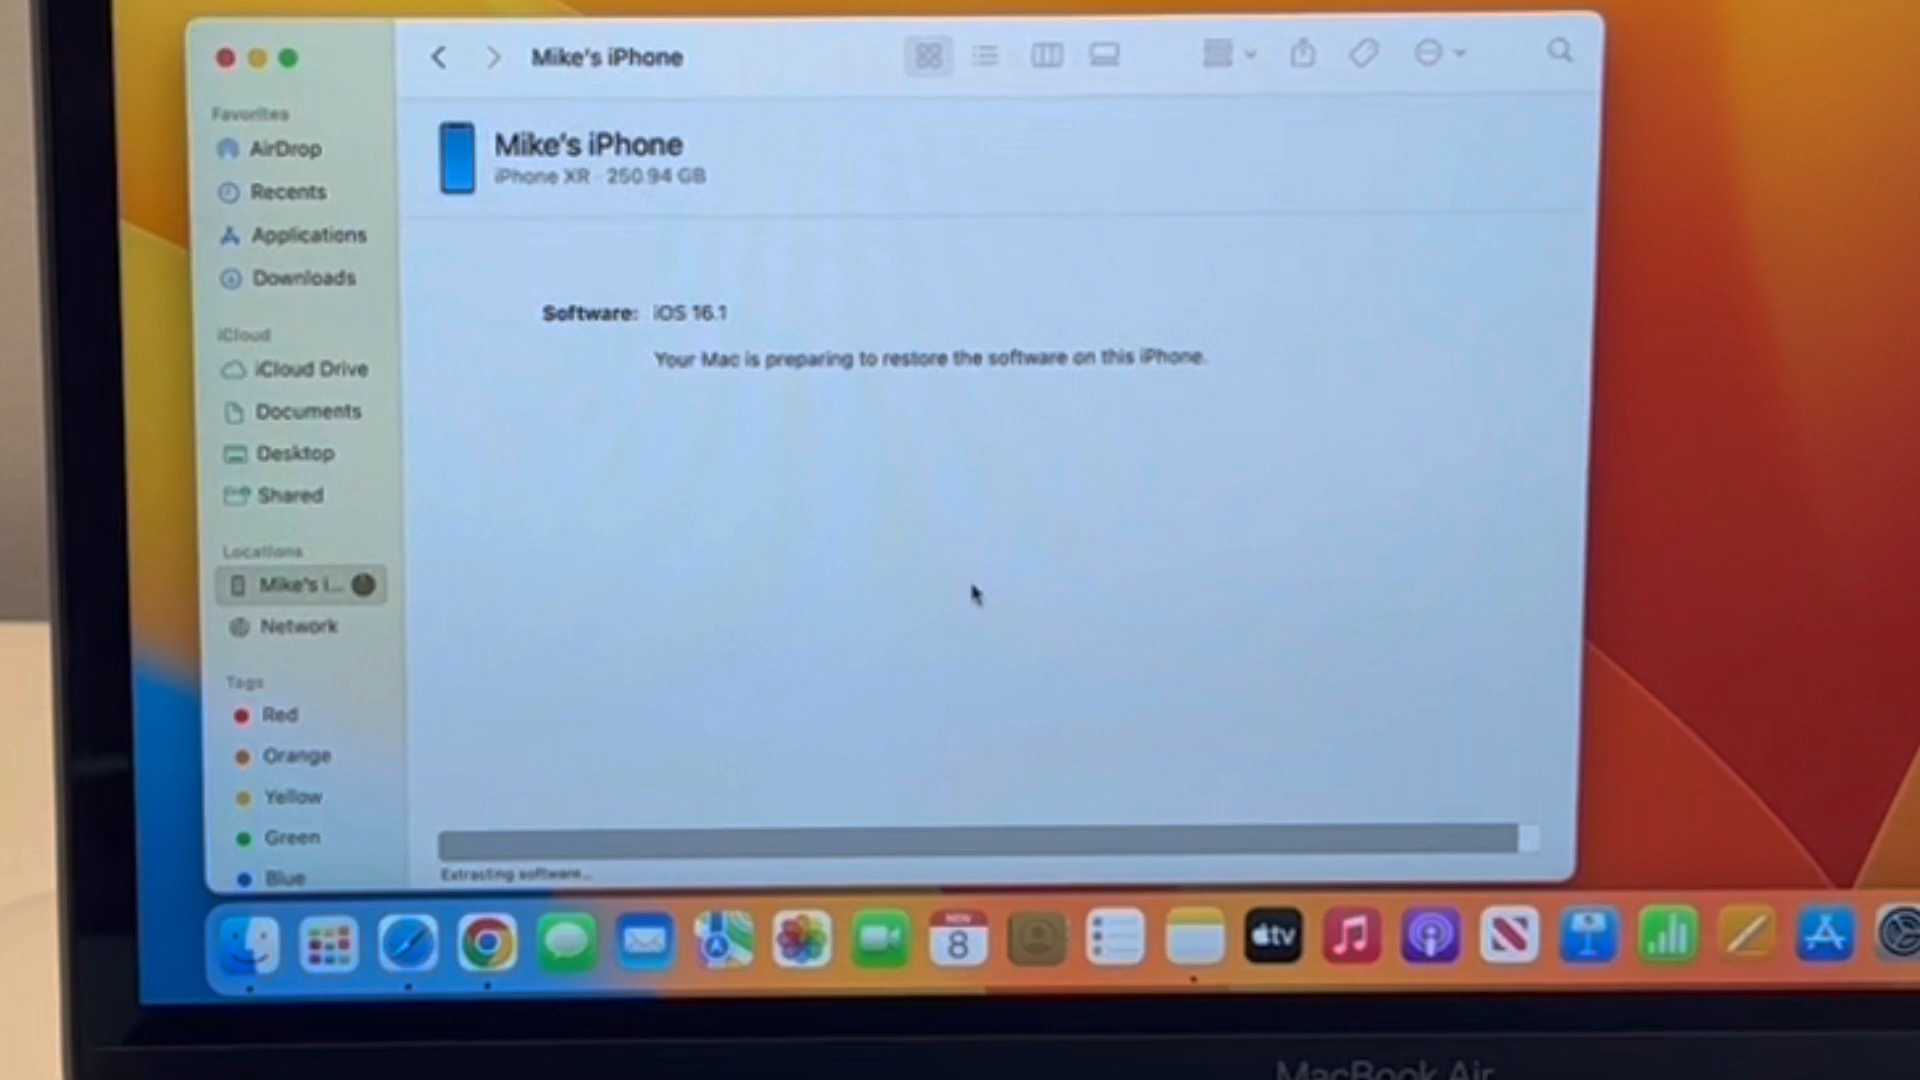 Mike's iPhone
Favorites
AirDrop
Recents
Applications
Downloads
iCloud
iCloud Drive
Documents
Desktop
Shared
Locations
Mike's i...
Network
Tags
Red
Orange
Yellow
Green
Blue
Mike's iPhone
iPhone XR 250.94 GB
Software: iOS 16.1
Your Mac is preparing to restore the software on this iPhone.
Extracting software...
NOV
8
tv
MacBook Air